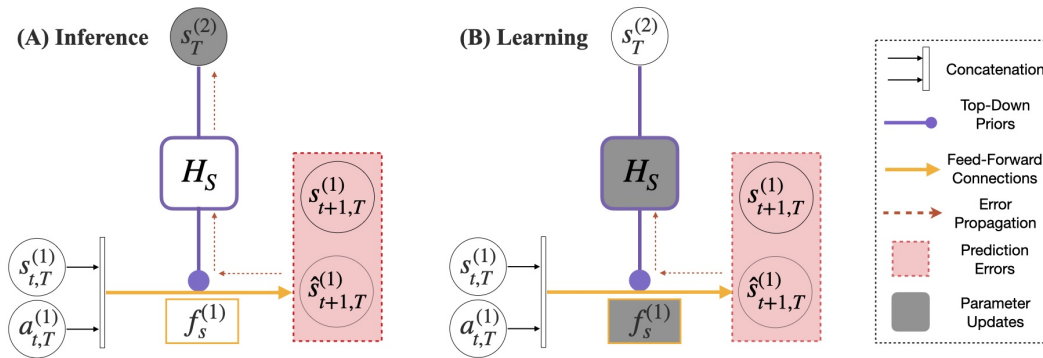 (A) Inference
s_T^{(2)}
H_S
s_{t+1,T}^{(1)}
s_{t,T}^{(1)}
ŝ_{t+1,T}^{(1)}
a_{t,T}^{(1)}
f_s^{(1)}
(B) Learning
s_T^{(2)}
H_S
s_{t+1,T}^{(1)}
s_{t,T}^{(1)}
ŝ_{t+1,T}^{(1)}
a_{t,T}^{(1)}
f_s^{(1)}
Concatenation
Top-Down
Priors
Feed-Forward
Connections
Error
Propagation
Prediction
Errors
Parameter
Updates